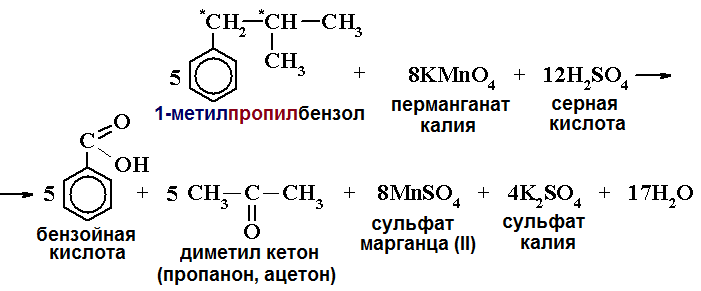 *CH2—*CH—CH3
CH3
5 + 8KMnO4 + 12H2SO4
1-метилпропилбензол
перманганат
калия
серная
кислота
O
C
OH
5 + 5 CH3—C—CH3 + 8MnSO4 + 4K2SO4 + 17H2O
O
бензойная
кислота
диметил кетон
(пропанон, ацетон)
сульфат
марганца (II)
сульфат
калия